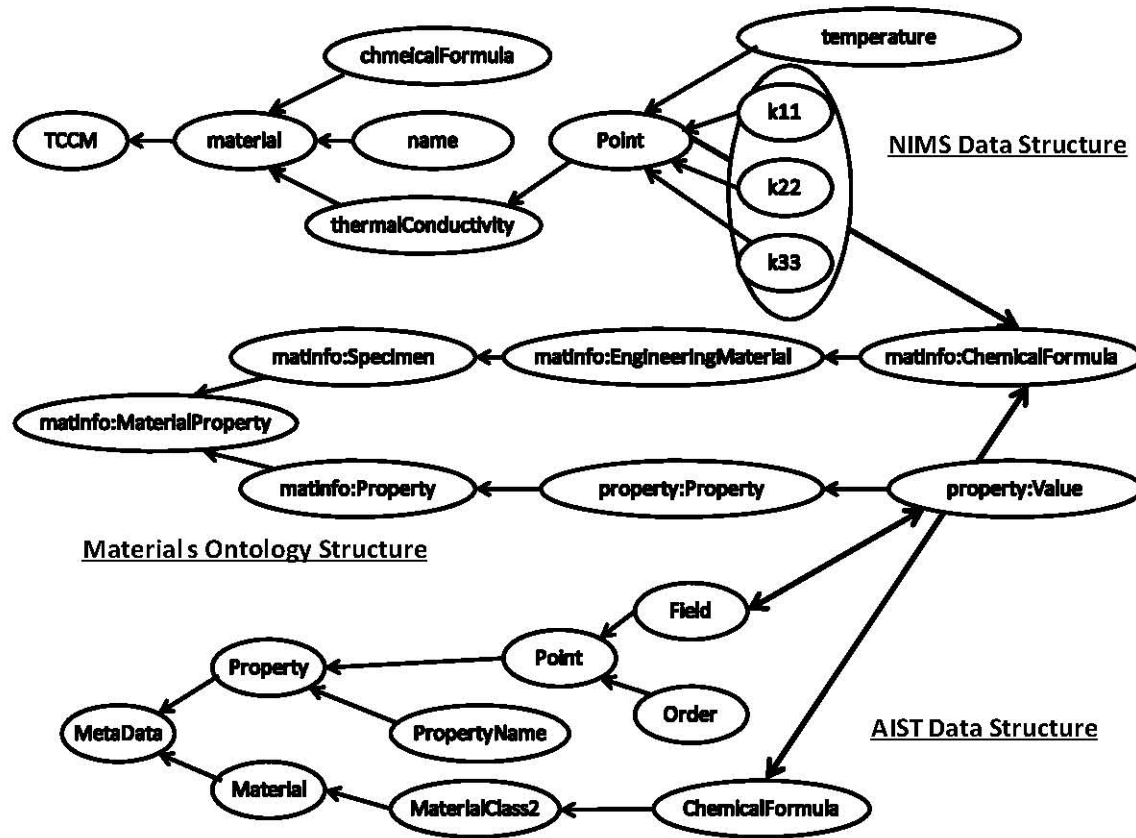 temperature
chmeicalFormula
k11
TCCM
material
name
Point
NIMS Data Structure
k22
thermalConductivity
k33
matinfo:Specimen
matinfo:EngineeringMaterial
matinfo:ChemicalFormula
matinfo:MaterialProperty
matinfo:Property
property:Property
property:Value
Materials Ontology Structure
Field
Point
Property
Order
PropertyName
MetaData
AIST Data Structure
Material
MaterialClass2
ChemicalFormula